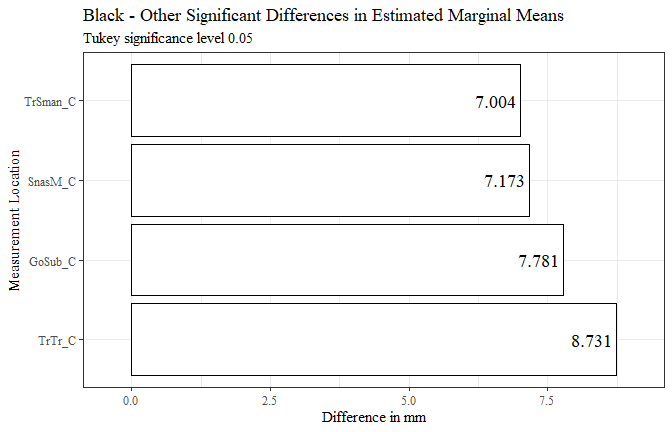 Black - Other Significant Differences in Estimated Marginal Means
Tukey significance level 0.05
Measurement Location
TrSman_C
7.004
SnasM_C
7.173
GoSub_C
7.781
TrTr_C
8.731
0.0 2.5 5.0 7.5
Difference in mm